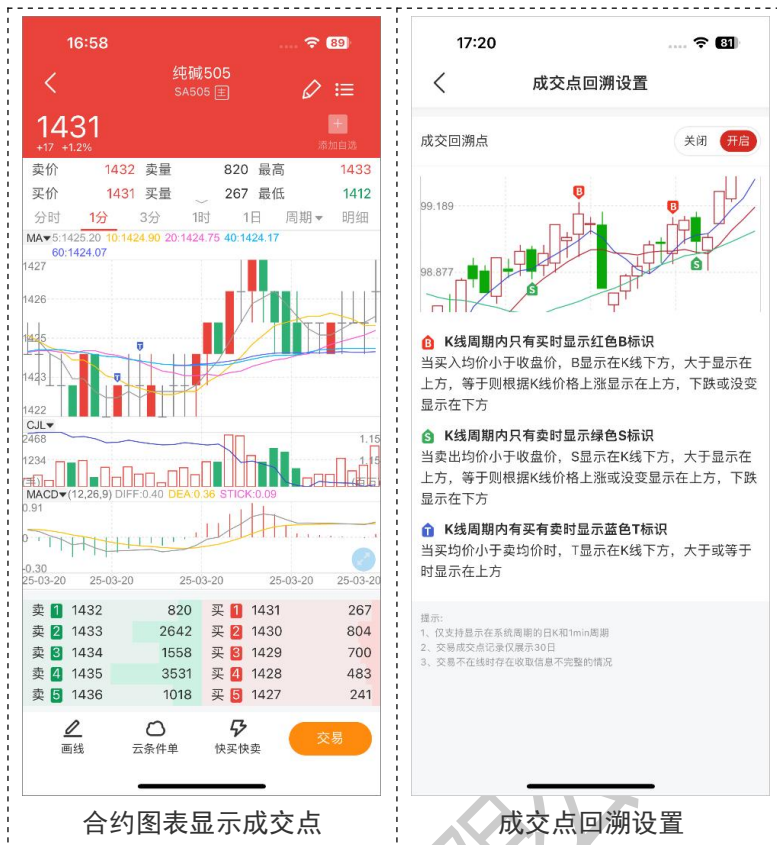 16:58
89
纯碱505
SA505 主
1431
+17 +1.2%
添加自选
卖价 1432 卖量 820 最高 1433
买价 1431 买量 267 最低 1412
分时 1分 3分 1时 1日 周期▾ 明细
MA▾5:1425.20 10:1424.90 20:1424.75 40:1424.17
60:1424.07
1427
1426
1425
T
1423
T
1422
CJL▾
2468 1.15
1234 1.15
MACD▾(12,26,9) DIFF:0.40 DEA:0.36 STICK:0.09
0.91
0
-0.30
25-03-20 25-03-20 25-03-20 25-03-20 25-03-20
卖 1 1432 820 买 1 1431 267
卖 2 1433 2642 买 2 1430 804
卖 3 1434 1558 买 3 1429 700
卖 4 1435 3531 买 4 1428 483
卖 5 1436 1018 买 5 1427 241
画线 云条件单 快买快卖 交易
合约图表显示成交点
17:20
81
成交点回溯设置
成交回溯点 关闭 开启
99.189
B
B
98.877
S
S
B K线周期内只有买时显示红色B标识
当买入均价小于收盘价，B显示在K线下方，大于显示在
上方，等于则根据K线价格上涨显示在上方，下跌或没变
显示在下方
S K线周期内只有卖时显示绿色S标识
当卖出均价小于收盘价，S显示在K线下方，大于显示在
上方，等于则根据K线价格上涨或没变显示在上方，下跌
显示在下方
T K线周期内有买有卖时显示蓝色T标识
当买均价小于卖均价时，T显示在K线下方，大于或等于
时显示在上方
提示:
1、仅支持显示在系统周期的日K和1min周期
2、交易成交点记录仅展示30日
3、交易不在线时存在收取信息不完整的情况
成交点回溯设置